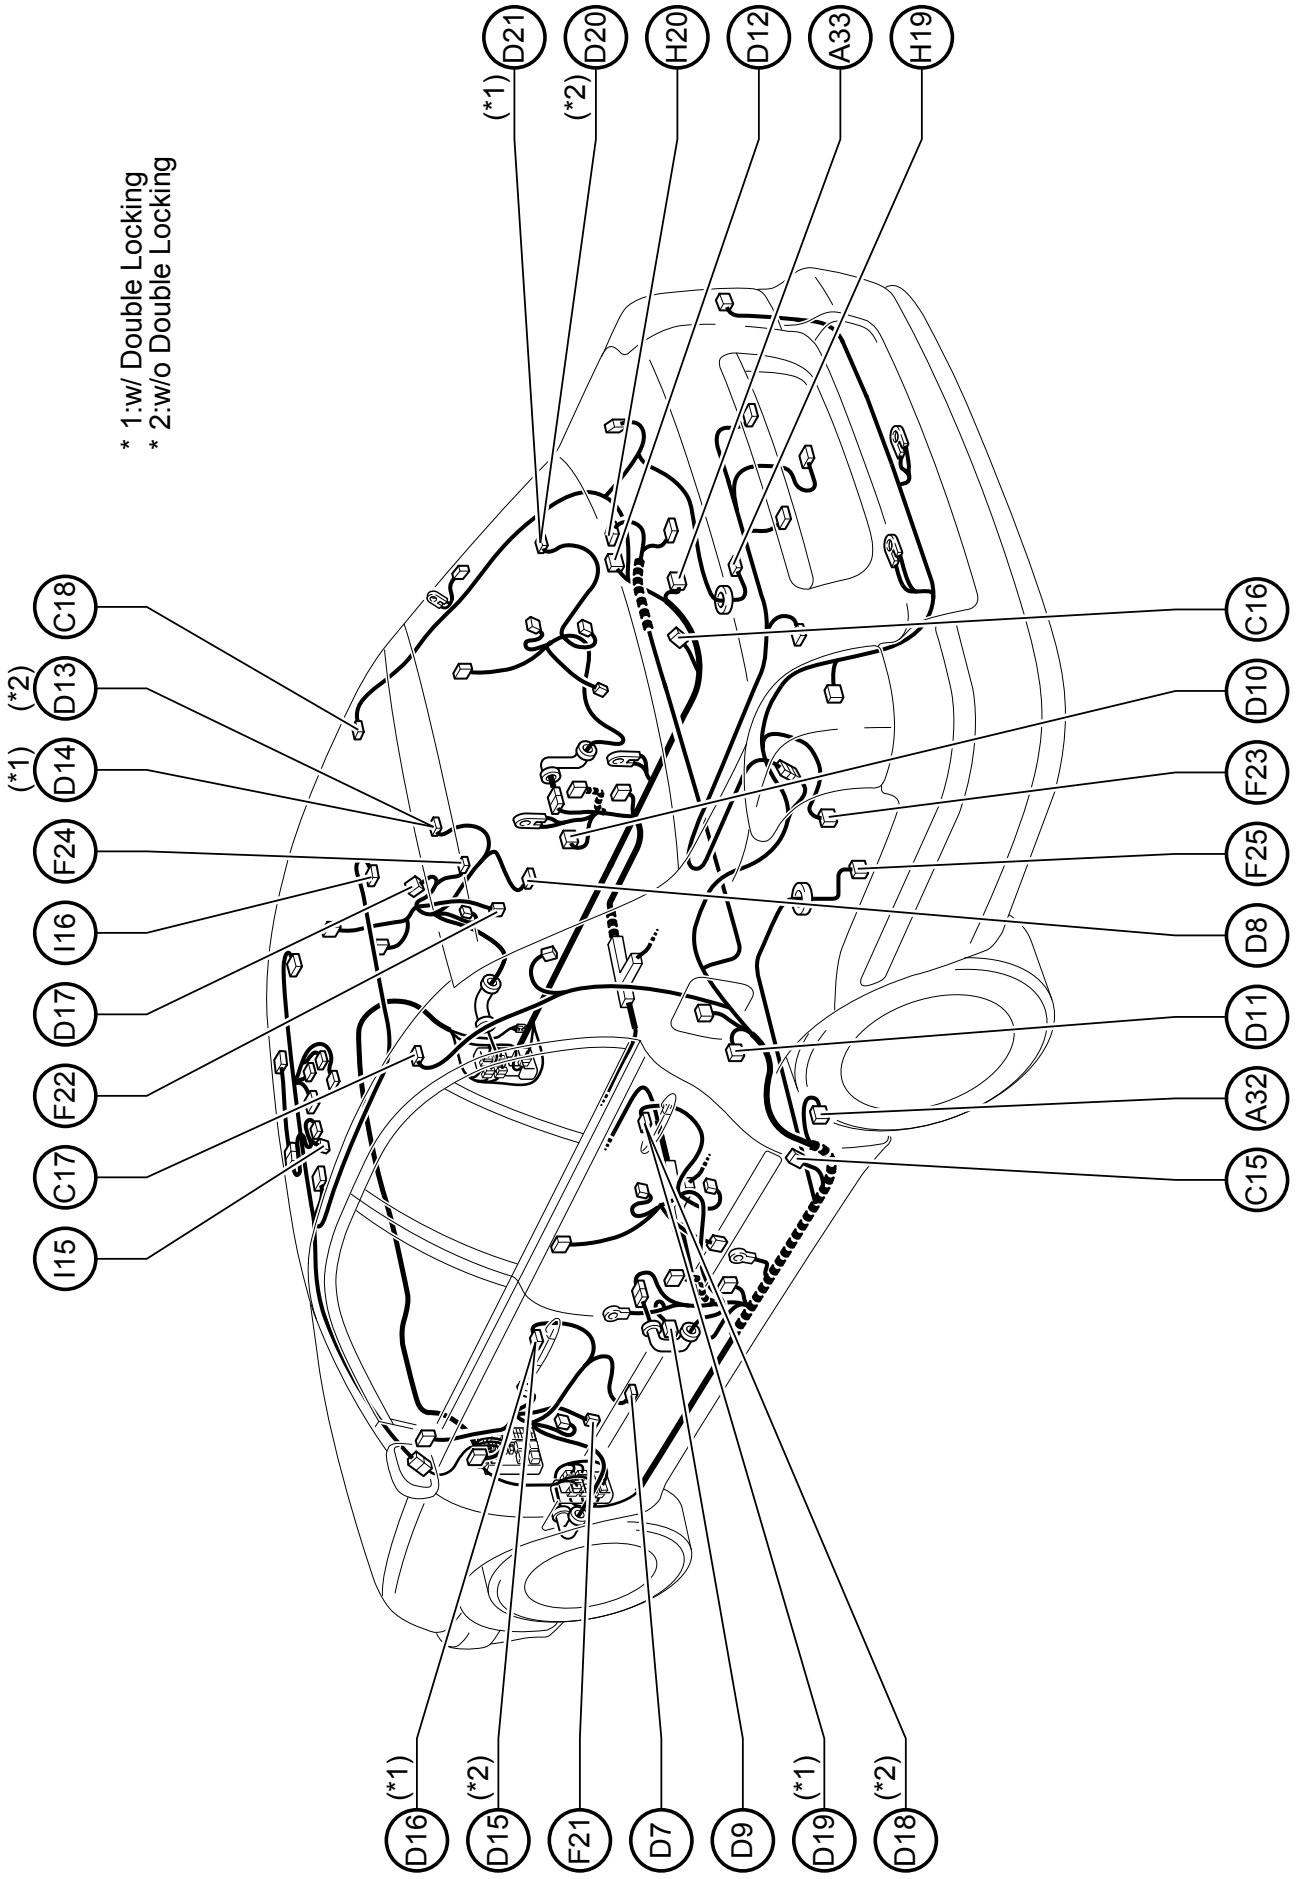 I15
C17
F22
D17
I16
F24
D14 (*1)
D13 (*2)
C18
* 1:w/ Double Locking
* 2:w/o Double Locking
D16 (*1)
D15 (*2)
F21
D7
D9
D19 (*1)
D18 (*2)
(*1) D21
(*2) D20
H20
D12
A33
H19
C15
A32
D11
D8
F25
F23
D10
C16